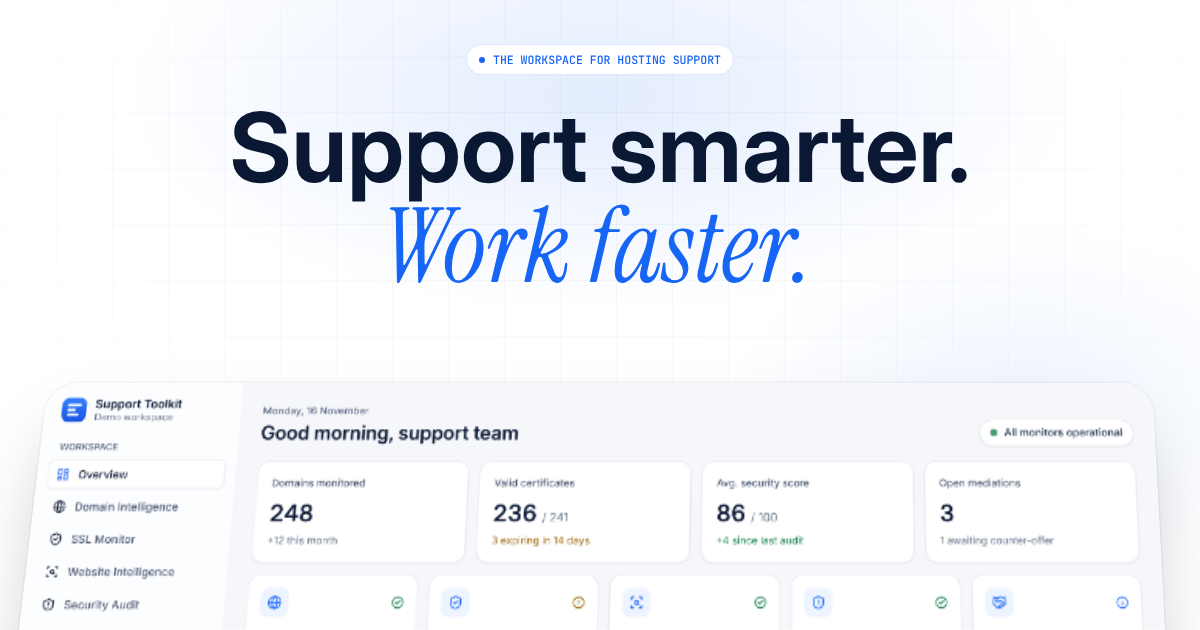 THE WORKSPACE FOR HOSTING SUPPORT
Support smarter.
Work faster.
Support Toolkit
Demo workspace
WORKSPACE
Overview
Domain Intelligence
SSL Monitor
Website Intelligence
Security Audit
Monday, 16 November
Good morning, support team
All monitors operational
Domains monitored
248
+12 this month
Valid certificates
236 / 241
3 expiring in 14 days
Avg. security score
86 / 100
+4 since last audit
Open mediations
3
1 awaiting counter-offer